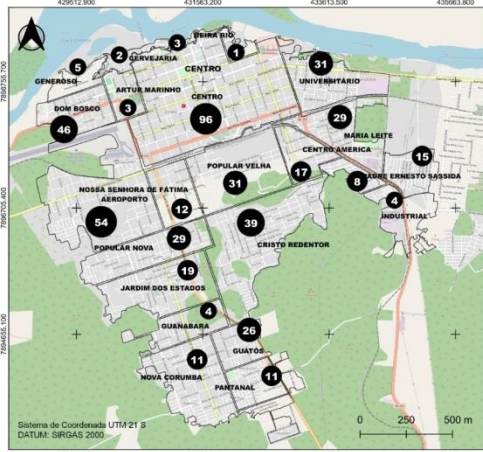 429512.900 431563.200 433613.500 435663.800
BEIRA RIO
3
2 CERVEJARIA 1
31
5 CENTRO
GENEROSO UNIVERSITÁRIO
7898755.700
ARTUR MARINHO
DOM BOSCO 3 CENTRO 29
46 96 MARIA LEITE
CENTRO AMERICA
POPULAR VELHA 15
17
PADRE ERNESTO SASSIDA
NOSSA SENHORA DE FÁTIMA 31 8
AEROPORTO 4
7896705.400
12 INDUSTRIAL
54 39
29
POPULAR NOVA CRISTO REDENTOR
19
JARDIM DOS ESTADOS
4
GUANABARA 26
7894655.100
GUATÓS
11
NOVA CORUMBÁ 11
PANTANAL
Sistema de Coordenada UTM 21 S
DATUM: SIRGAS 2000
0 250 500 m